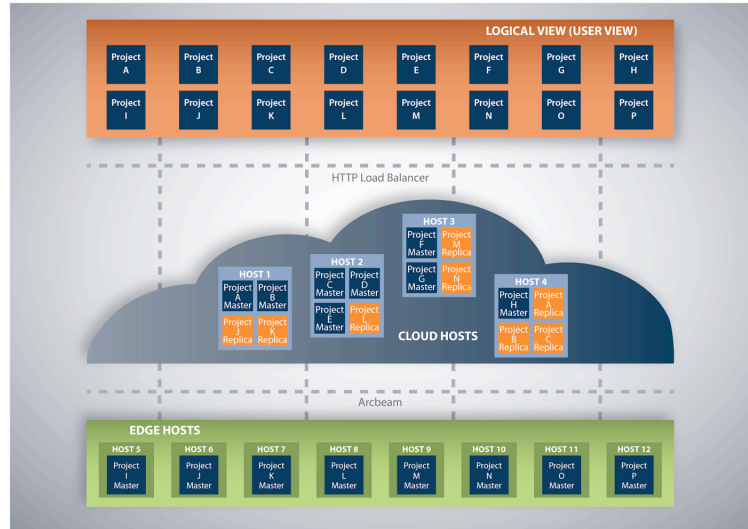 LOGICAL VIEW (USER VIEW)
Project
A
Project
B
Project
C
Project
D
Project
E
Project
F
Project
G
Project
H
Project
I
Project
J
Project
K
Project
L
Project
M
Project
N
Project
O
Project
P
HTTP Load Balancer
HOST 1
Project
A
Master
Project
B
Master
Project
J
Replica
Project
K
Replica
HOST 2
Project
C
Master
Project
D
Master
Project
E
Master
Project
L
Replica
HOST 3
Project
F
Master
Project
M
Replica
Project
G
Master
Project
N
Replica
HOST 4
Project
H
Master
Project
A
Replica
Project
B
Replica
Project
C
Replica
CLOUD HOSTS
Arcbeam
EDGE HOSTS
HOST 5
Project
I
Master
HOST 6
Project
J
Master
HOST 7
Project
K
Master
HOST 8
Project
L
Master
HOST 9
Project
M
Master
HOST 10
Project
N
Master
HOST 11
Project
O
Master
HOST 12
Project
P
Master